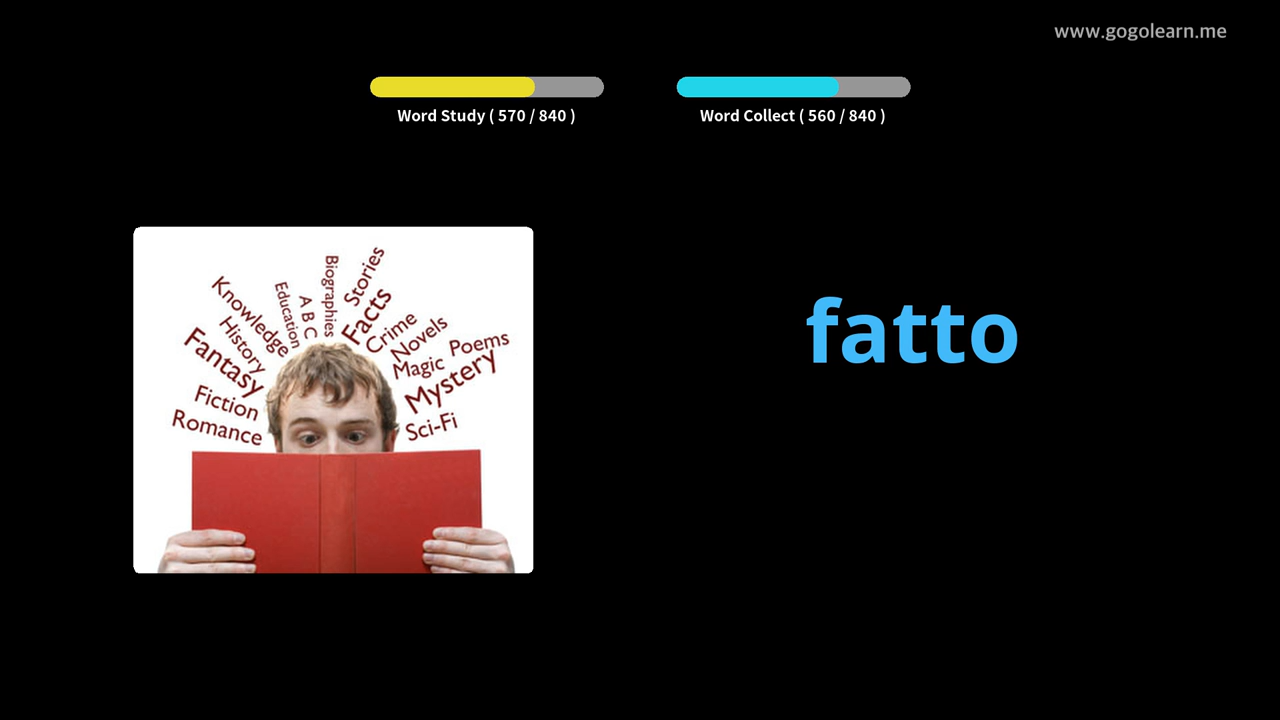 www.gogolearn.me
Word Study ( 570 / 840 )
Word Collect ( 560 / 840 )
Stories
Biographies
Facts
A B C
Education
Knowledge
Crime
History
Novels
Poems
Fantasy
Magic
Mystery
Fiction
Sci-Fi
Romance
fatto